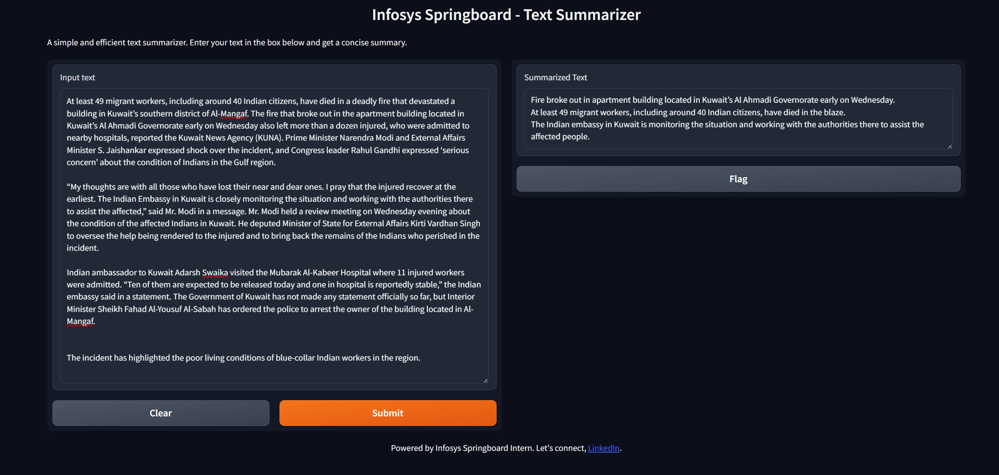 Infosys Springboard - Text Summarizer
A simple and efficient text summarizer. Enter your text in the box below and get a concise summary.
Input text
At least 49 migrant workers, including around 40 Indian citizens, have died in a deadly fire that devastated a
building in Kuwait’s southern district of Al-Mangaf. The fire that broke out in the apartment building located in
Kuwait’s Al Ahmadi Governorate early on Wednesday also left more than a dozen injured, who were admitted to
nearby hospitals, reported the Kuwait News Agency (KUNA). Prime Minister Narendra Modi and External Affairs
Minister S. Jaishankar expressed shock over the incident, and Congress leader Rahul Gandhi expressed ‘serious
concern’ about the condition of Indians in the Gulf region.
“My thoughts are with all those who have lost their near and dear ones. I pray that the injured recover at the
earliest. The Indian Embassy in Kuwait is closely monitoring the situation and working with the authorities there
to assist the affected,” said Mr. Modi in a message. Mr. Modi held a review meeting on Wednesday evening about
the condition of the affected Indians in Kuwait. He deputed Minister of State for External Affairs Kirti Vardhan Singh
to oversee the help being rendered to the injured and to bring back the remains of the Indians who perished in the
incident.
Indian ambassador to Kuwait Adarsh Swaika visited the Mubarak Al-Kabeer Hospital where 11 injured workers
were admitted. “Ten of them are expected to be released today and one in hospital is reportedly stable,” the Indian
embassy said in a statement. The Government of Kuwait has not made any statement officially so far, but Interior
Minister Sheikh Fahad Al-Yousuf Al-Sabah has ordered the police to arrest the owner of the building located in Al-
Mangaf.
The incident has highlighted the poor living conditions of blue-collar Indian workers in the region.
Clear
Submit
Summarized Text
Fire broke out in apartment building located in Kuwait’s Al Ahmadi Governorate early on Wednesday.
At least 49 migrant workers, including around 40 Indian citizens, have died in the blaze.
The Indian embassy in Kuwait is monitoring the situation and working with the authorities there to assist the
affected people.
Flag
Powered by Infosys Springboard Intern. Let's connect, LinkedIn.